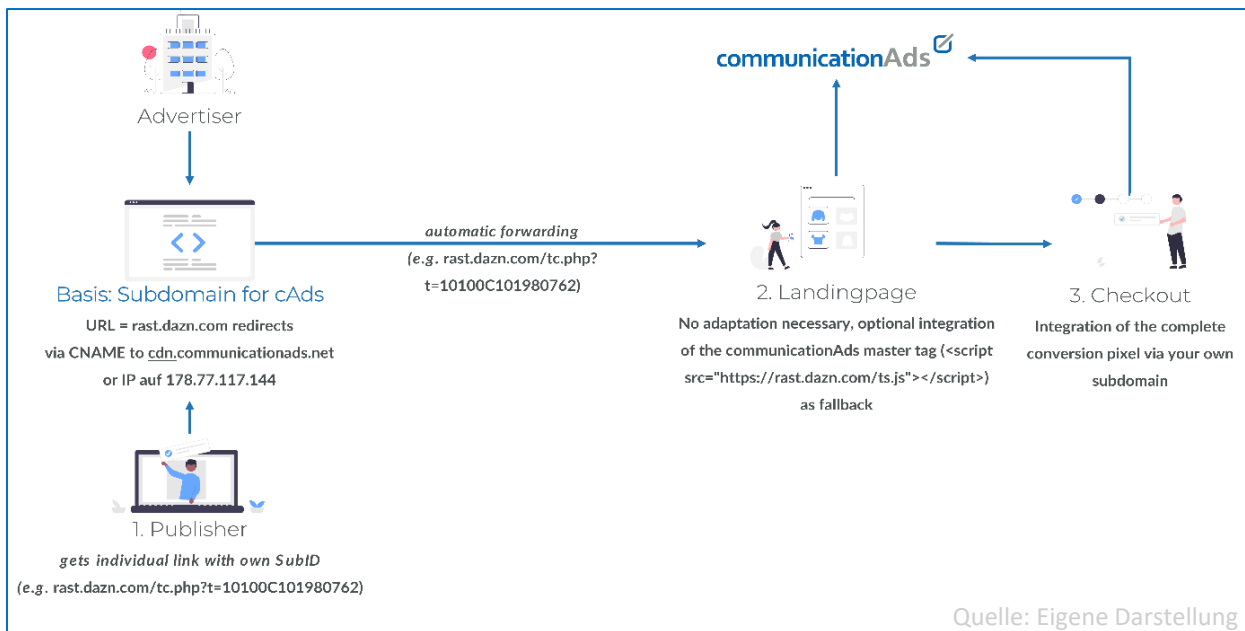 Advertiser
communicationAds
Basis: Subdomain for cAds
URL = rast.dazn.com redirects
via CNAME to cdn.communicationads.net
or IP auf 178.77.117.144
automatic forwarding
(e.g. rast.dazn.com/tc.php?
t=10100C101980762)
2. Landingpage
No adaptation necessary, optional integration
of the communicationAds master tag (<script
src="https://rast.dazn.com/ts.js"></script>)
as fallback
3. Checkout
Integration of the complete
conversion pixel via your own
subdomain
1. Publisher
gets individual link with own SubID
(e.g. rast.dazn.com/tc.php?t=10100C101980762)
Quelle: Eigene Darstellung